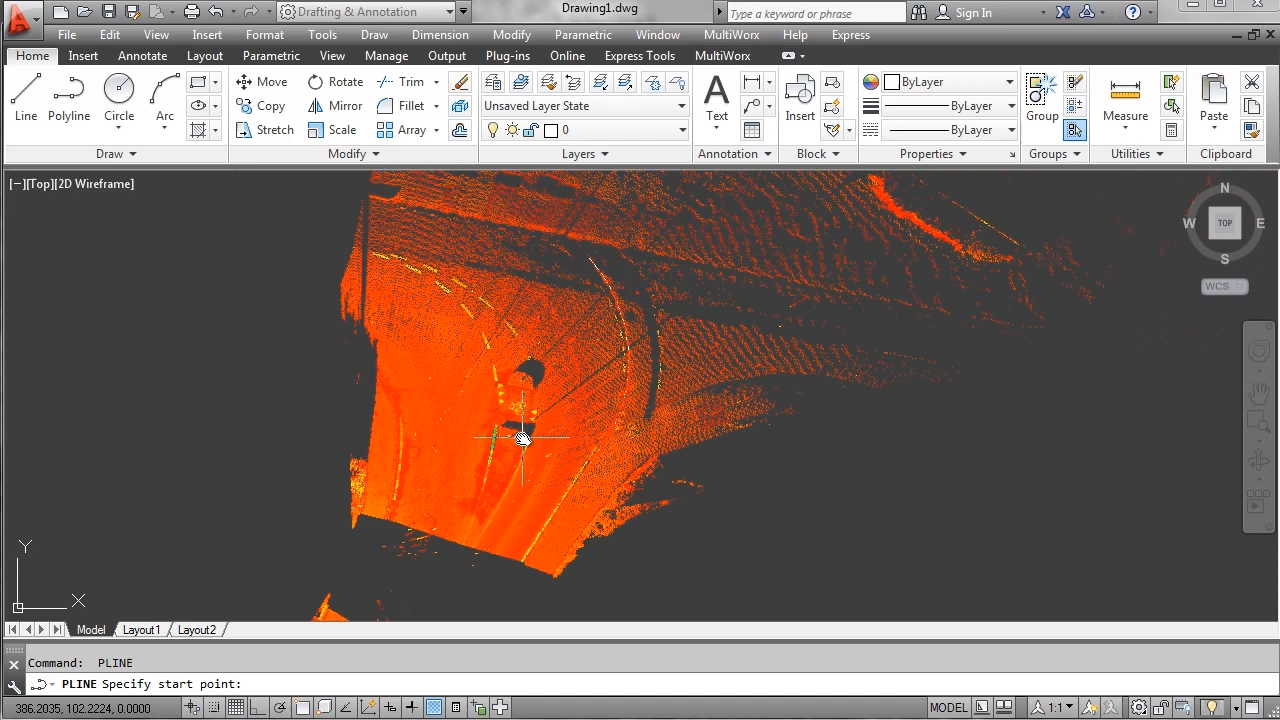 Drafting & Annotation
Drawing1.dwg
Type a keyword or phrase
Sign In
File Edit View Insert Format Tools Draw Dimension Modify Parametric Window MultiWorx Help Express
Home Insert Annotate Layout Parametric View Manage Output Plug-ins Online Express Tools MultiWorx
Line Polyline Circle Arc
Move Rotate Trim
Copy Mirror Fillet
Stretch Scale Array
Unsaved Layer State
0
Text
Insert
ByLayer
ByLayer
ByLayer
Group
Measure
Paste
Draw Modify Layers Annotation Block Properties Groups Utilities Clipboard
[−][Top][2D Wireframe]
N
W TOP E
S
WCS
Y
X
Model Layout1 Layout2
Command: PLINE
PLINE Specify start point:
386.2035, 102.2224, 0.0000
MODEL
1:1